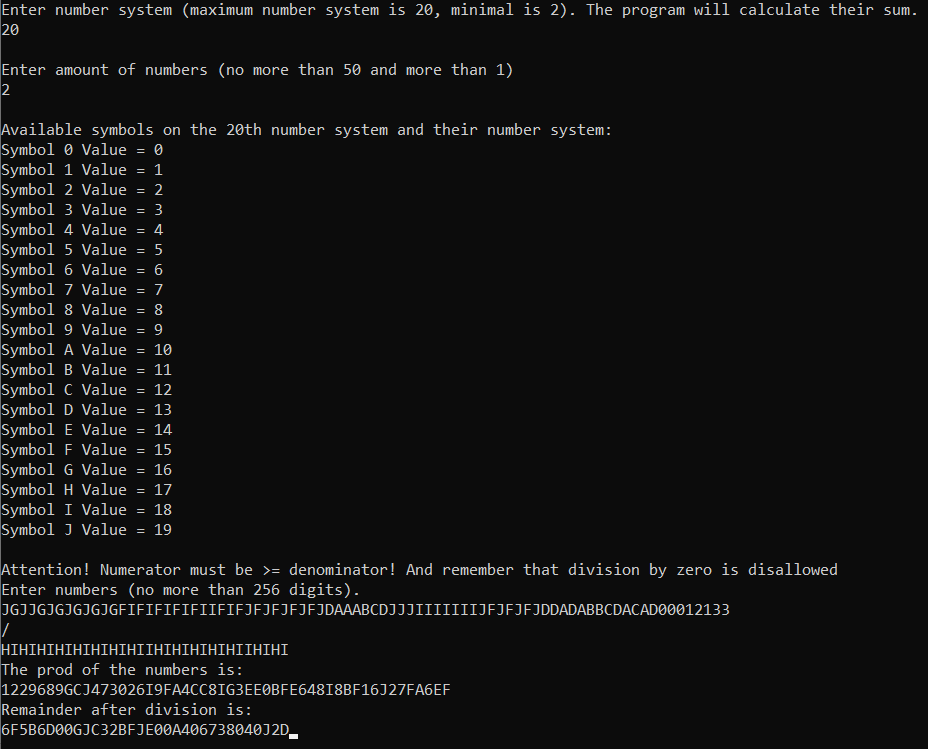 Enter number system (maximum number system is 20, minimal is 2). The program will calculate their sum.
20
Enter amount of numbers (no more than 50 and more than 1)
2
Available symbols on the 20th number system and their number system:
Symbol 0 Value = 0
Symbol 1 Value = 1
Symbol 2 Value = 2
Symbol 3 Value = 3
Symbol 4 Value = 4
Symbol 5 Value = 5
Symbol 6 Value = 6
Symbol 7 Value = 7
Symbol 8 Value = 8
Symbol 9 Value = 9
Symbol A Value = 10
Symbol B Value = 11
Symbol C Value = 12
Symbol D Value = 13
Symbol E Value = 14
Symbol F Value = 15
Symbol G Value = 16
Symbol H Value = 17
Symbol I Value = 18
Symbol J Value = 19
Attention! Numerator must be >= denominator! And remember that division by zero is disallowed
Enter numbers (no more than 256 digits).
JGJJGJGJGJGJGFIFIFIFIFIIFIFJFJFJFJFJDAAABCDJJJIIIIIIIJFJFJFJDDADABBCDACAD00012133
/
HIHIHIHIHIHIHIHIIHIHIHIHIHIIHIHI
The prod of the numbers is:
1229689GCJ473026I9FA4CC8IG3EE0BFE648I8BF16J27FA6EF
Remainder after division is:
6F5B6D00GJC32BFJE00A406738040J2D